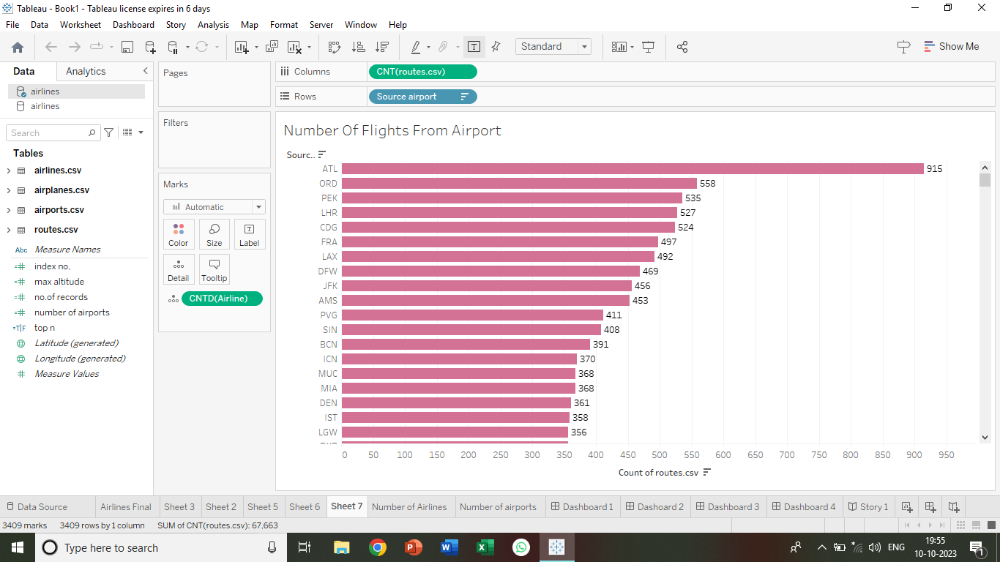 Tableau - Book1 - Tableau license expires in 6 days
File Data Worksheet Dashboard Story Analysis Map Format Server Window Help
Standard
Show Me
Data Analytics
airlines
airlines
Search
Tables
airlines.csv
airplanes.csv
airports.csv
routes.csv
Abc Measure Names
index no,
max altitude
no.of records
number of airports
T|F top n
Latitude (generated)
Longitude (generated)
Measure Values
Pages
Filters
Marks
Automatic
Color Size Label
Detail Tooltip
CNTD(Airline)
Columns CNT(routes.csv)
Rows Source airport
Number Of Flights From Airport
Sourc..
ATL 915
ORD 558
PEK 535
LHR 527
CDG 524
FRA 497
LAX 492
DFW 469
JFK 456
AMS 453
PVG 411
SIN 408
BCN 391
ICN 370
MUC 368
MIA 368
DEN 361
IST 358
LGW 356
0 50 100 150 200 250 300 350 400 450 500 550 600 650 700 750 800 850 900 950
Count of routes.csv
Data Source Airlines Final Sheet 3 Sheet 2 Sheet 5 Sheet 6 Sheet 7 Number of Airlines Number of airports Dashboard 1 Dashoard 2 Dashboard 3 Dashboard 4 Story 1
3409 marks 3409 rows by 1 column SUM of CNT(routes.csv): 67,663
Type here to search
ENG
19:55
10-10-2023
1